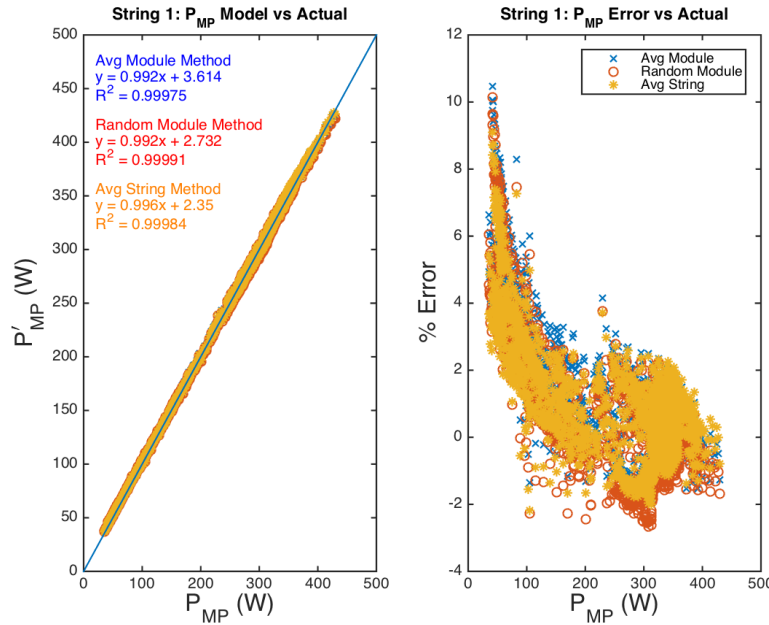 String 1: P_MP Model vs Actual
500
450
400
350
300
250
200
150
100
50
0
P′_MP (W)
Avg Module Method
y = 0.992x + 3.614
R² = 0.99975
Random Module Method
y = 0.992x + 2.732
R² = 0.99991
Avg String Method
y = 0.996x + 2.35
R² = 0.99984
0 100 200 300 400 500
P_MP (W)
String 1: P_MP Error vs Actual
12
10
8
6
4
2
0
-2
-4
% Error
Avg Module
Random Module
Avg String
0 100 200 300 400 500
P_MP (W)